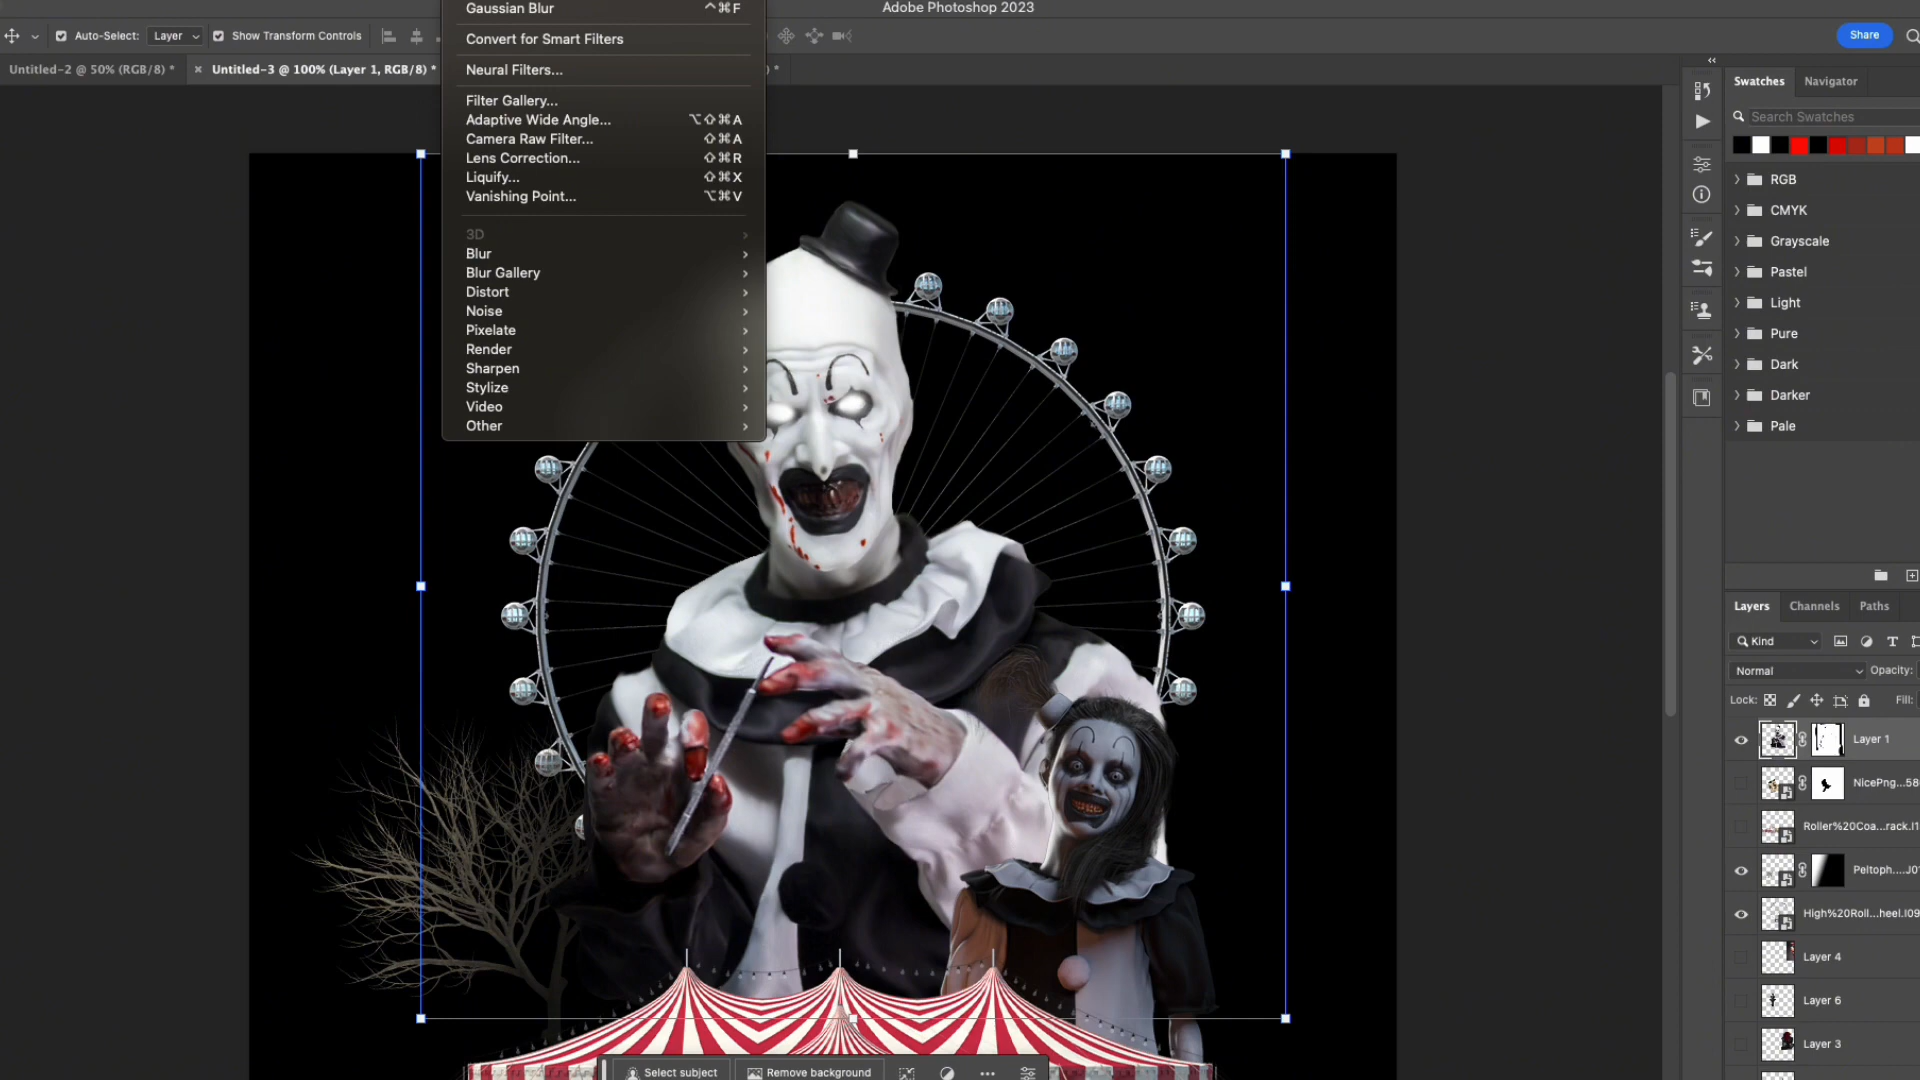 Adobe Photoshop 2023
Gaussian Blur ^⌘F
Auto-Select: Layer Show Transform Controls
Share
Convert for Smart Filters
Untitled-2 @ 50% (RGB/8) *
× Untitled-3 @ 100% (Layer 1, RGB/8) *
) *
Neural Filters...
Filter Gallery...
Adaptive Wide Angle... ⌥⇧⌘A
Camera Raw Filter... ⇧⌘A
Lens Correction... ⇧⌘R
Liquify... ⇧⌘X
Vanishing Point... ⌥⌘V
3D
Blur
Blur Gallery
Distort
Noise
Pixelate
Render
Sharpen
Stylize
Video
Other
Swatches Navigator
Search Swatches
RGB
CMYK
Grayscale
Pastel
Light
Pure
Dark
Darker
Pale
Layers Channels Paths
Kind
Normal Opacity:
Lock: Fill:
Layer 1
NicePng...58
Roller%20Coa...rack.I1
Peltoph....J0
High%20Roll...heel.I09
Layer 4
Layer 6
Layer 3
Select subject Remove background